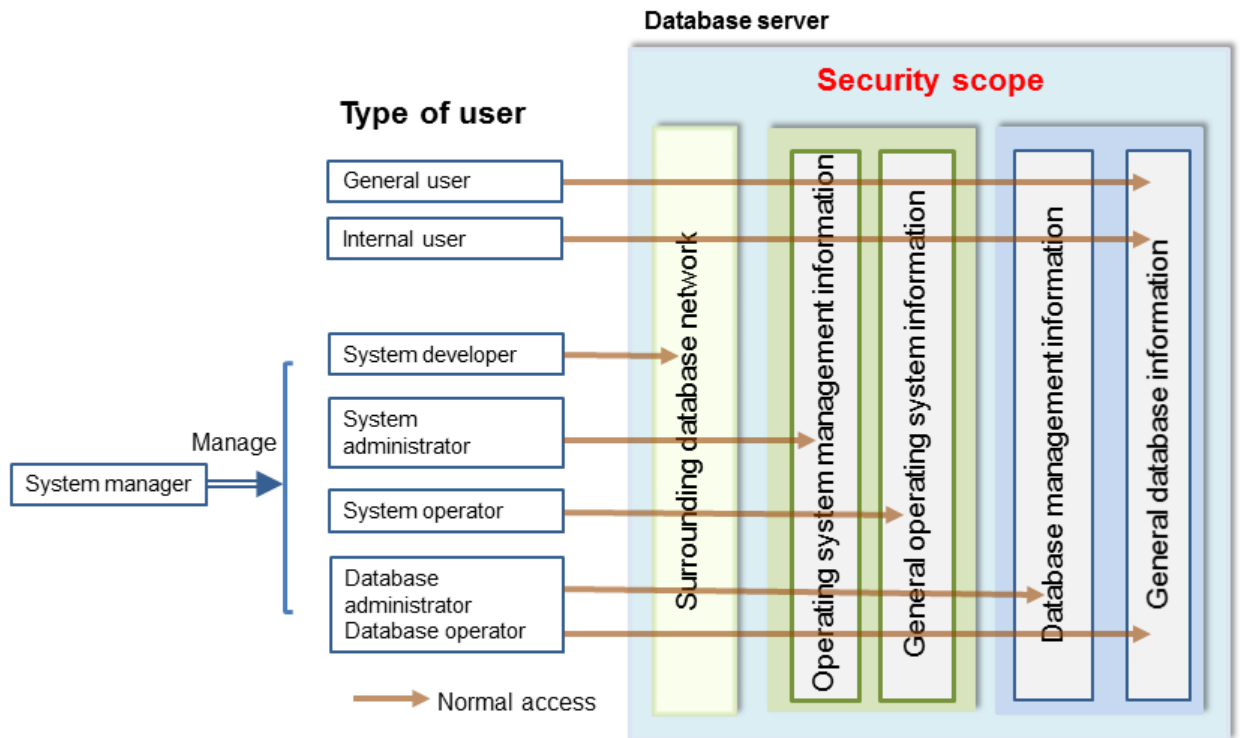 Database server
Security scope
Type of user
General user
Internal user
System developer
System
administrator
Manage
System manager
System operator
Database
administrator
Database operator
Normal access
Surrounding database network
Operating system management information
General operating system information
Database management information
General database information